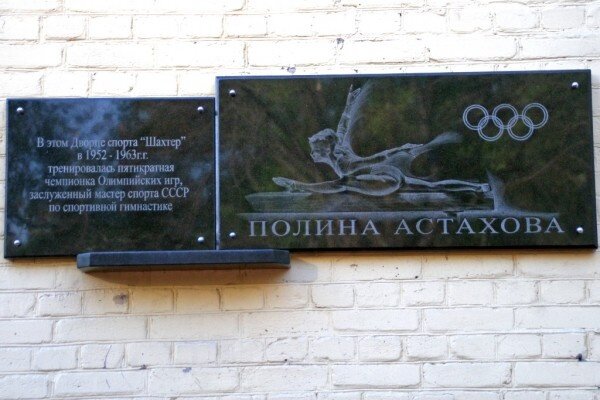 В этом Дворце спорта "Шахтер"
в 1952 - 1963г.г.
тренировалась пятикратная
чемпионка Олимпийских игр,
заслуженный мастер спорта СССР
по спортивной гимнастике
ПОЛИНА АСТАХОВА